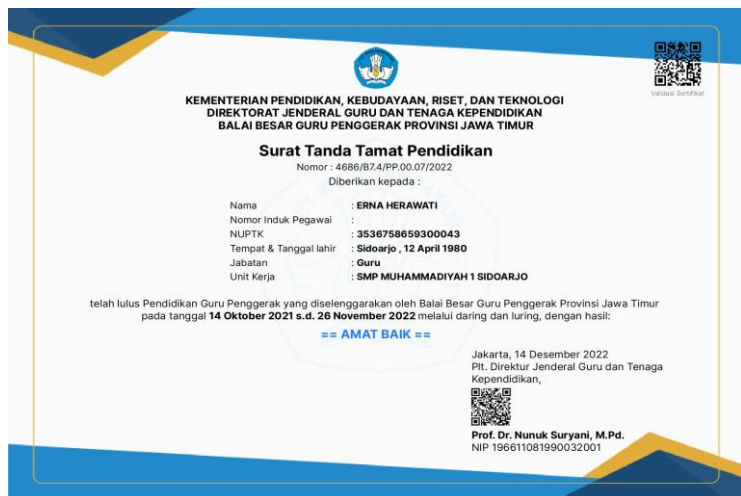 Validasi Sertifikat
KEMENTERIAN PENDIDIKAN, KEBUDAYAAN, RISET, DAN TEKNOLOGI
DIREKTORAT JENDERAL GURU DAN TENAGA KEPENDIDIKAN
BALAI BESAR GURU PENGGERAK PROVINSI JAWA TIMUR
Surat Tanda Tamat Pendidikan
Nomor : 4686/B7.4/PP.00.07/2022
Diberikan kepada :
Nama : ERNA HERAWATI
Nomor Induk Pegawai :
NUPTK : 3536758659300043
Tempat & Tanggal lahir : Sidoarjo , 12 April 1980
Jabatan : Guru
Unit Kerja : SMP MUHAMMADIYAH 1 SIDOARJO
telah lulus Pendidikan Guru Penggerak yang diselenggarakan oleh Balai Besar Guru Penggerak Provinsi Jawa Timur
pada tanggal 14 Oktober 2021 s.d. 26 November 2022 melalui daring dan luring, dengan hasil:
== AMAT BAIK ==
Jakarta, 14 Desember 2022
Plt. Direktur Jenderal Guru dan Tenaga
Kependidikan,
Prof. Dr. Nunuk Suryani, M.Pd.
NIP 196611081990032001